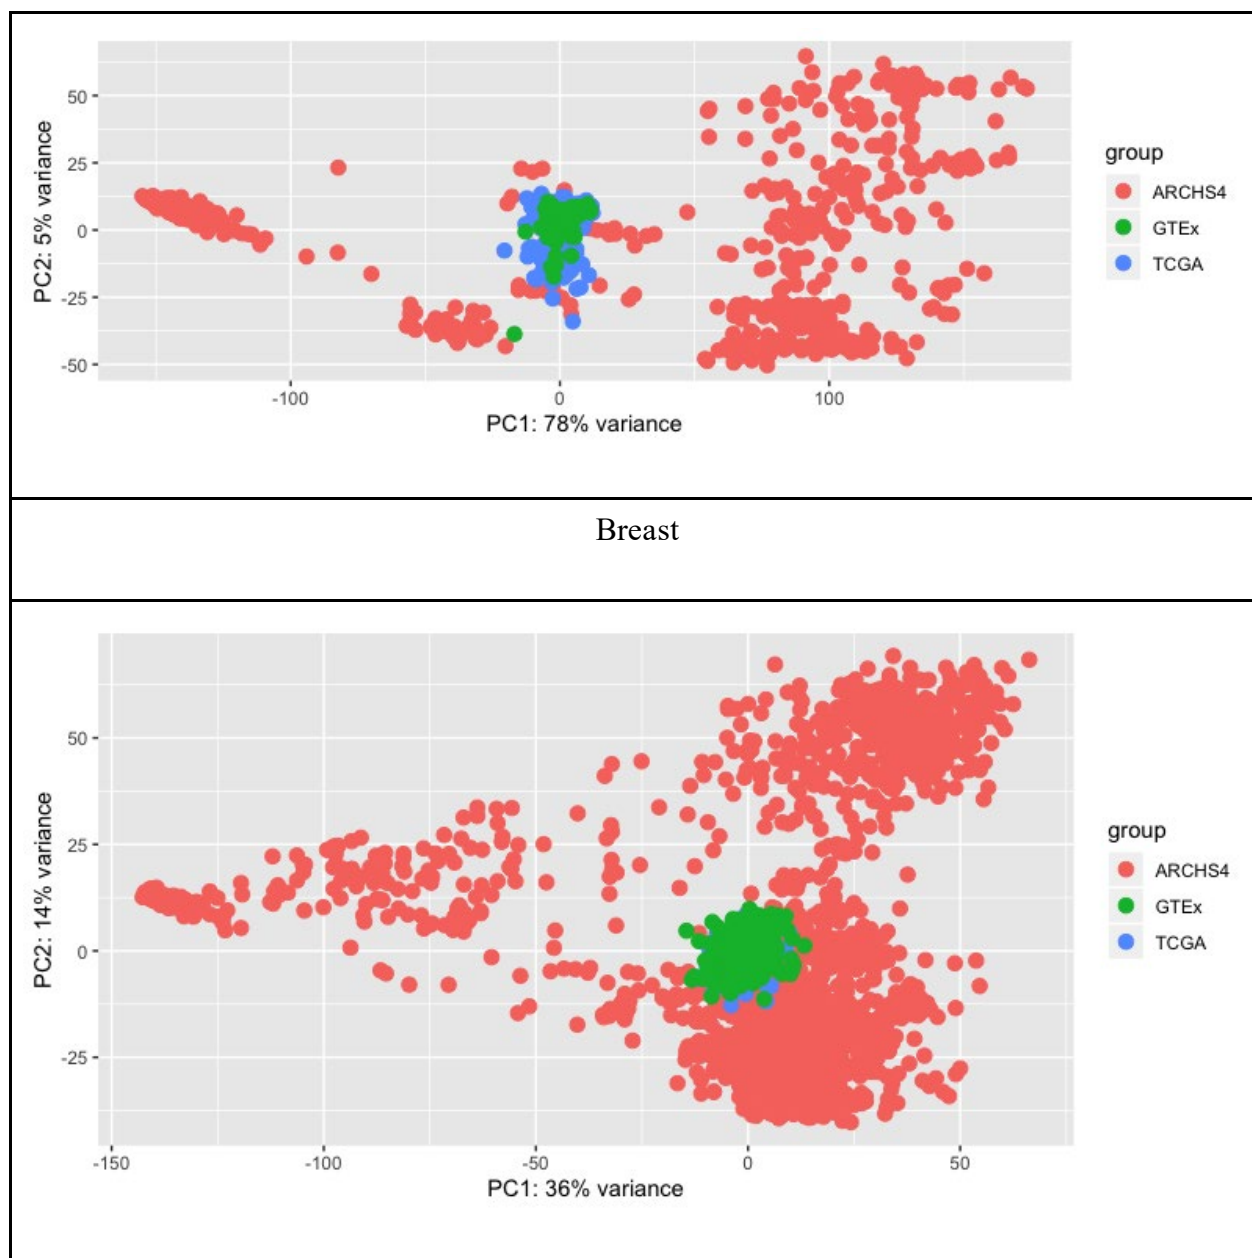 50
25
0
-25
-50
PC2: 5% variance
-100
0
100
PC1: 78% variance
group
ARCHS4
GTEx
TCGA
Breast
50
25
0
-25
PC2: 14% variance
-150
-100
-50
0
50
PC1: 36% variance
group
ARCHS4
GTEx
TCGA